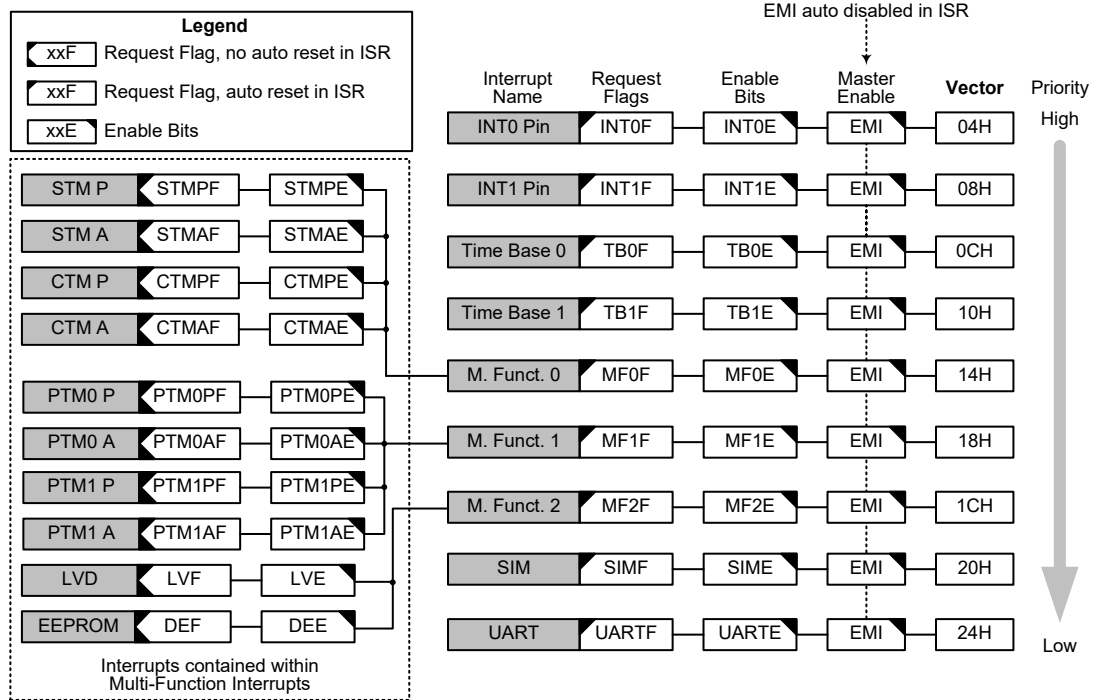 EMI auto disabled in ISR
Legend
xxF Request Flag, no auto reset in ISR
xxF Request Flag, auto reset in ISR
xxE Enable Bits
Interrupt Name Request Flags Enable Bits Master Enable Vector Priority
High
INT0 Pin INT0F INT0E EMI 04H
INT1 Pin INT1F INT1E EMI 08H
Time Base 0 TB0F TB0E EMI 0CH
Time Base 1 TB1F TB1E EMI 10H
M. Funct. 0 MF0F MF0E EMI 14H
M. Funct. 1 MF1F MF1E EMI 18H
M. Funct. 2 MF2F MF2E EMI 1CH
SIM SIMF SIME EMI 20H
UART UARTF UARTE EMI 24H
Low
STM P STMPF STMPE
STM A STMAF STMAE
CTM P CTMPF CTMPE
CTM A CTMAF CTMAE
PTM0 P PTM0PF PTM0PE
PTM0 A PTM0AF PTM0AE
PTM1 P PTM1PF PTM1PE
PTM1 A PTM1AF PTM1AE
LVD LVF LVE
EEPROM DEF DEE
Interrupts contained within
Multi-Function Interrupts